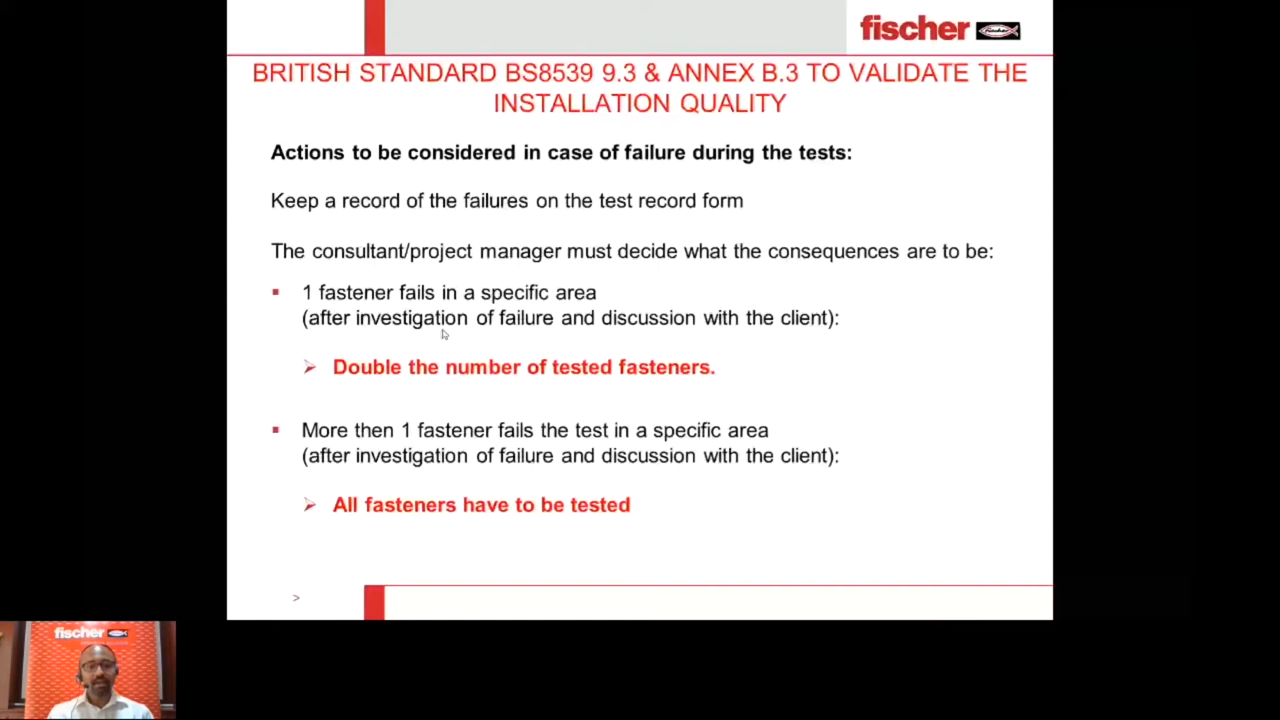 fischer
BRITISH STANDARD BS8539 9.3 & ANNEX B.3 TO VALIDATE THE
INSTALLATION QUALITY
Actions to be considered in case of failure during the tests:
Keep a record of the failures on the test record form
The consultant/project manager must decide what the consequences are to be:
1 fastener fails in a specific area
(after investigation of failure and discussion with the client):
Double the number of tested fasteners.
More then 1 fastener fails the test in a specific area
(after investigation of failure and discussion with the client):
All fasteners have to be tested
>
fischer